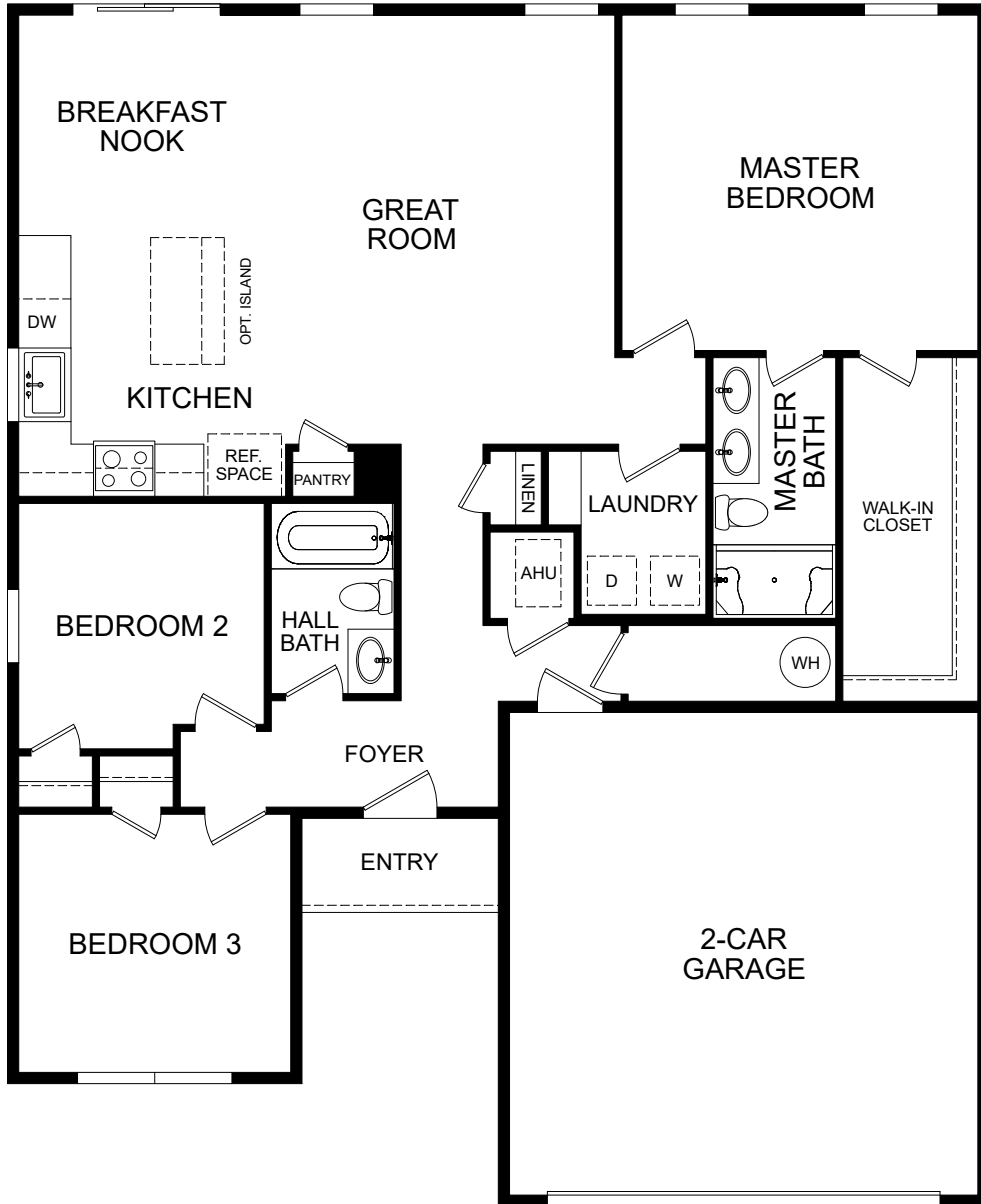 BREAKFAST
NOOK
GREAT
ROOM
MASTER
BEDROOM
OPT. ISLAND
DW
KITCHEN
REF.
SPACE
PANTRY
LINEN
LAUNDRY
MASTER
BATH
WALK-IN
CLOSET
AHU
D
W
BEDROOM 2
HALL
BATH
WH
FOYER
ENTRY
BEDROOM 3
2-CAR
GARAGE